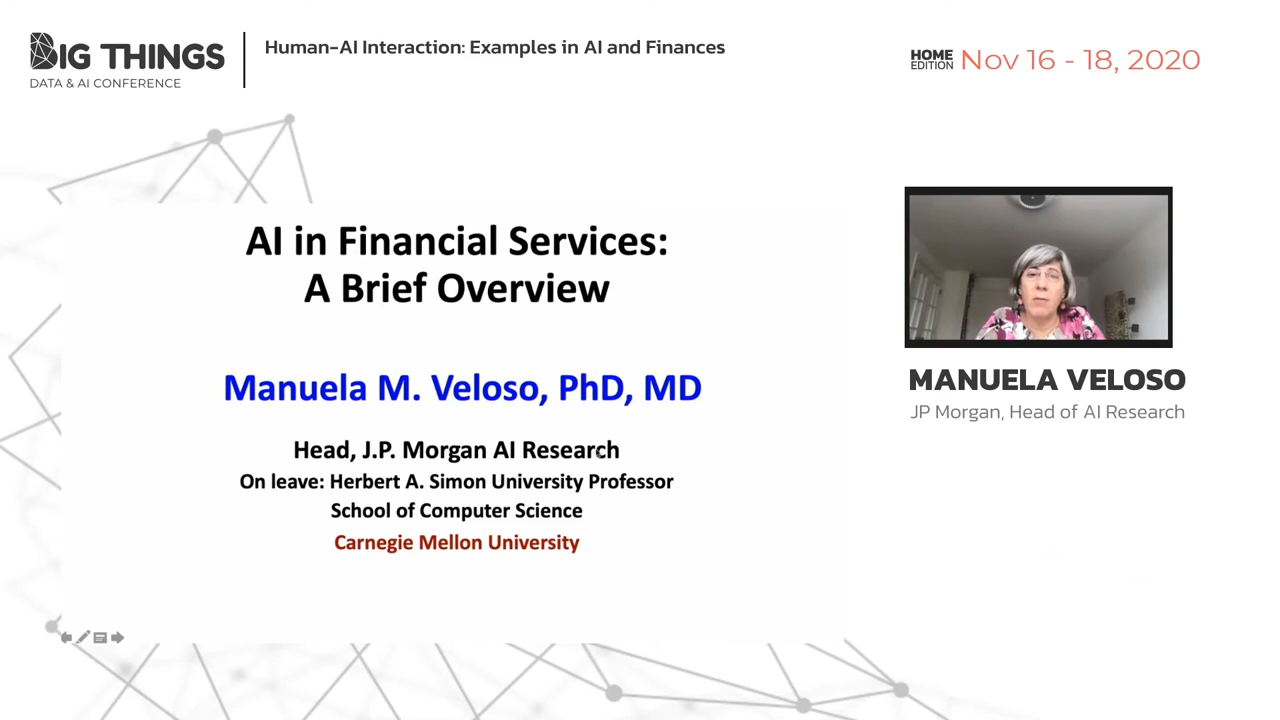 BIG THINGS
DATA & AI CONFERENCE
Human-AI Interaction: Examples in AI and Finances
HOME
EDITION
Nov 16 - 18, 2020
AI in Financial Services:
A Brief Overview
Manuela M. Veloso, PhD, MD
Head, J.P. Morgan AI Research
On leave: Herbert A. Simon University Professor
School of Computer Science
Carnegie Mellon University
MANUELA VELOSO
JP Morgan, Head of AI Research